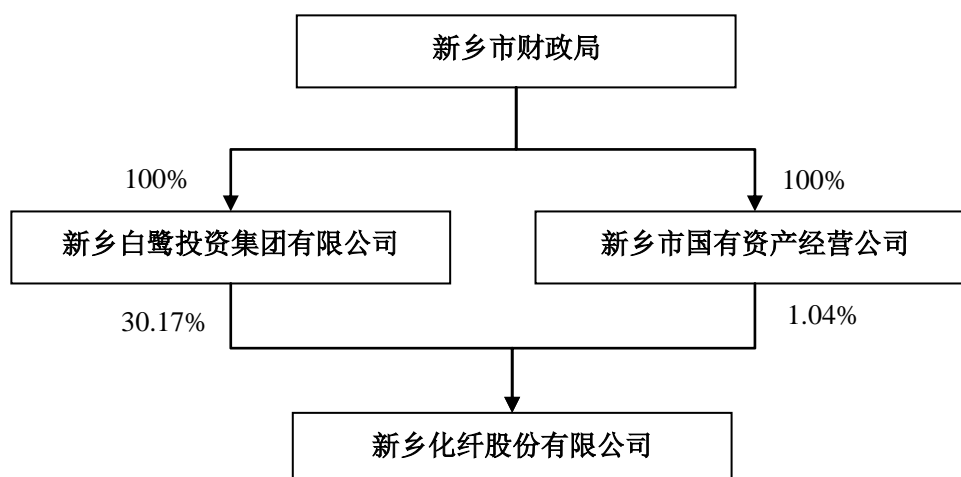 新乡市财政局
100%
100%
新乡白鹭投资集团有限公司
新乡市国有资产经营公司
30.17%
1.04%
新乡化纤股份有限公司